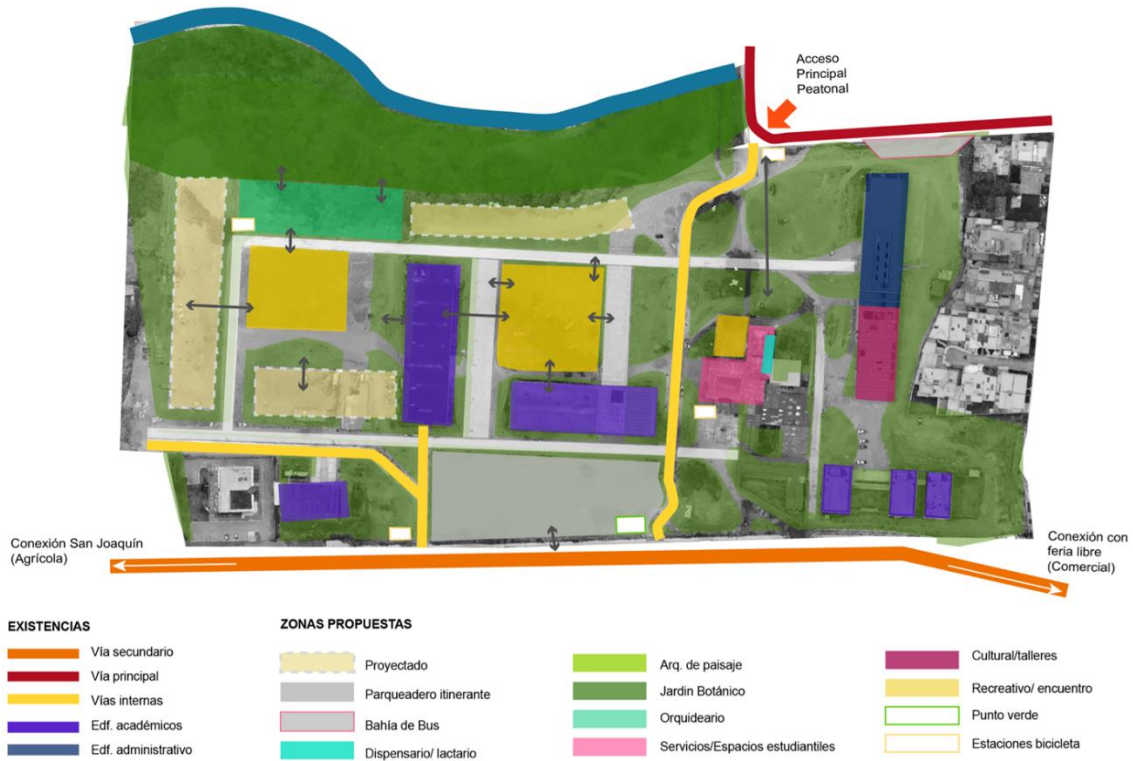 Acceso
Principal
Peatonal
Conexión San Joaquín
(Agrícola)
Conexión con
feria libre
(Comercial)
EXISTENCIAS
Vía secundario
Vía principal
Vías internas
Edf. académicos
Edf. administrativo
ZONAS PROPUESTAS
Proyectado
Parqueadero itinerante
Bahía de Bus
Dispensario/ lactario
Arq. de paisaje
Jardin Botánico
Orquideario
Servicios/Espacios estudiantiles
Cultural/talleres
Recreativo/ encuentro
Punto verde
Estaciones bicicleta